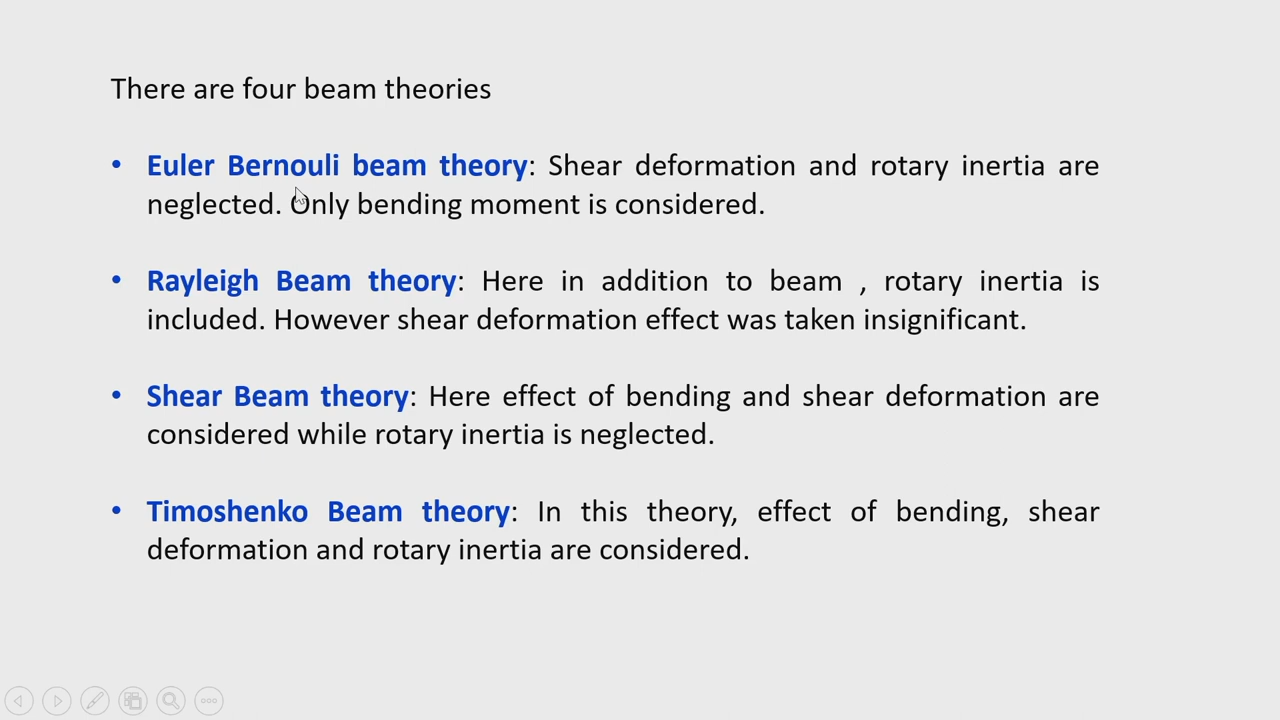 There are four beam theories
• Euler Bernouli beam theory: Shear deformation and rotary inertia are
neglected. Only bending moment is considered.
• Rayleigh Beam theory: Here in addition to beam , rotary inertia is
included. However shear deformation effect was taken insignificant.
• Shear Beam theory: Here effect of bending and shear deformation are
considered while rotary inertia is neglected.
• Timoshenko Beam theory: In this theory, effect of bending, shear
deformation and rotary inertia are considered.